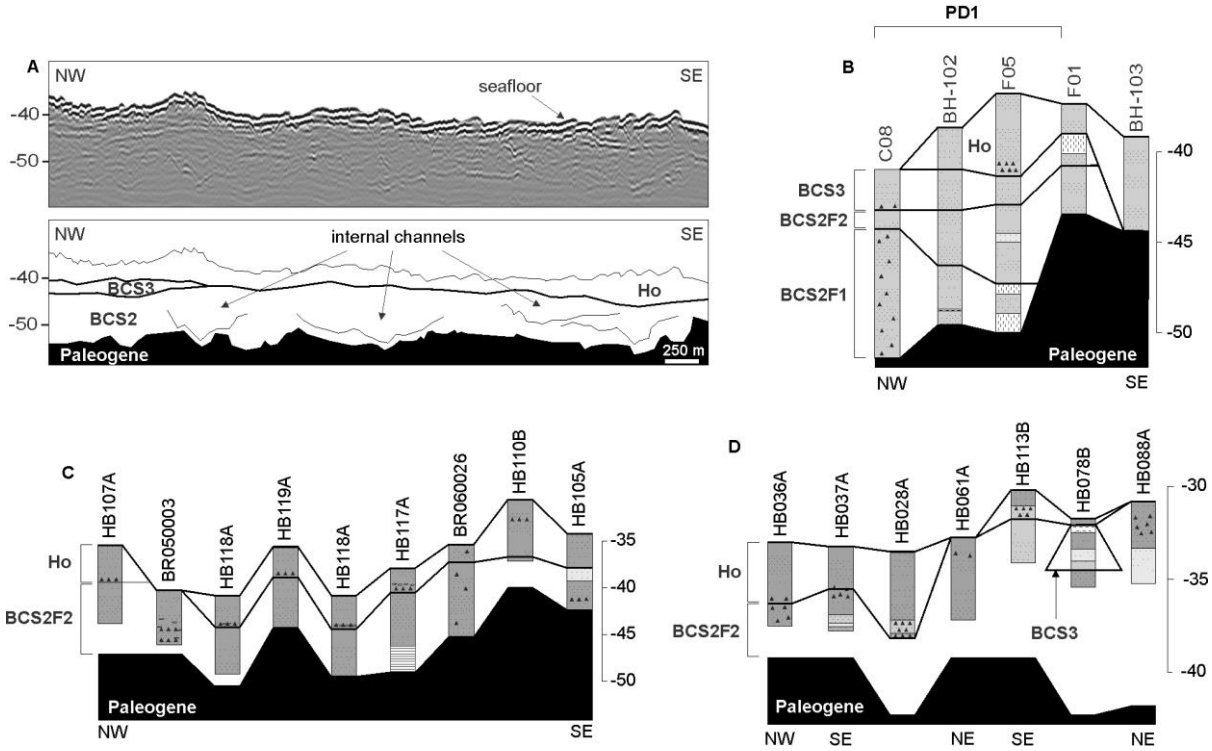 A
NW
SE
seafloor
-40
-50
NW
SE
internal channels
-40
BCS3
Ho
BCS2
-50
Paleogene
250 m
PD1
B
C08
BH-102
F05
F01
BH-103
Ho
-40
BCS3
BCS2F2
-45
BCS2F1
-50
Paleogene
NW
SE
C
HB107A
BR050003
HB118A
HB119A
HB118A
HB117A
BR060026
HB110B
HB105A
-35
Ho
-40
BCS2F2
-45
-50
Paleogene
NW
SE
D
HB036A
HB037A
HB028A
HB061A
HB113B
HB078B
HB088A
-30
Ho
-35
BCS2F2
BCS3
-40
Paleogene
NW
SE
NE
SE
NE